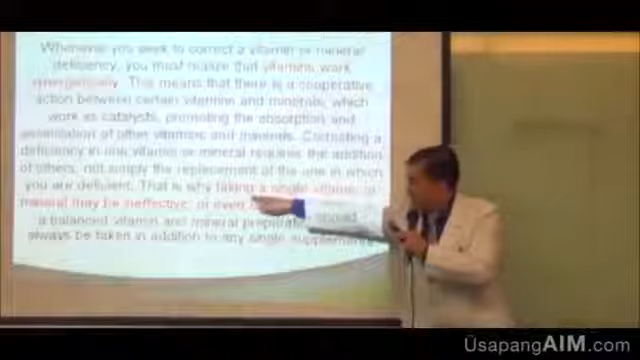 Whenever you seek to correct a vitamin or mineral
deficiency, you must realize that vitamins work
synergistically. This means that there is a cooperative
action between certain vitamins and minerals, which
work as catalysts, promoting the absorption and
assimilation of other vitamins and minerals. Correcting a
deficiency in one vitamin or mineral requires the addition
of others, not simply the replacement of the one in which
you are deficient. That is why taking a single vitamin or
mineral may be ineffective, or even
a balanced vitamin and mineral preparation should
always be taken in addition to any single supplements
UsapangAIM.com